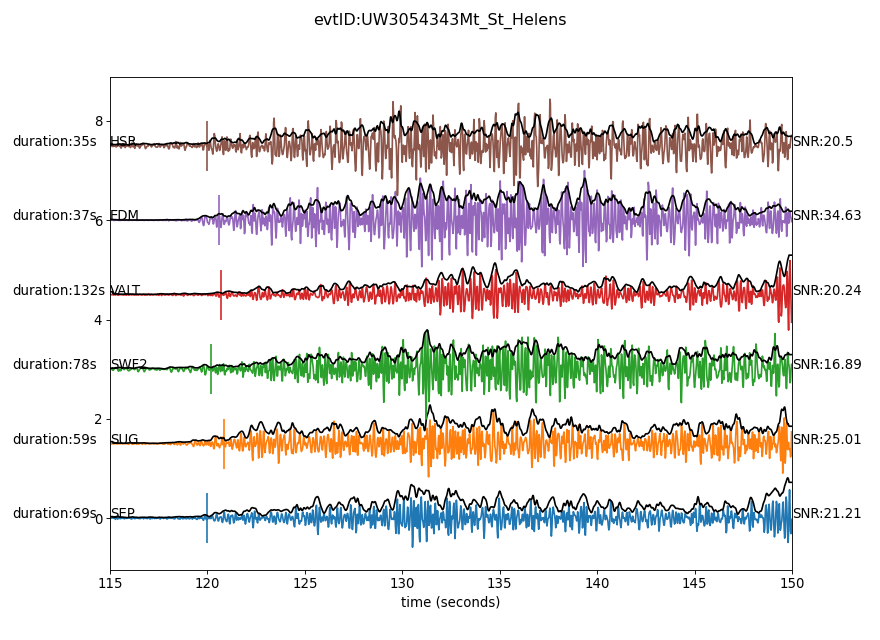 evtID:UW3054343Mt_St_Helens
8
duration:35s HSR SNR:20.5
duration:37s EDM SNR:34.63
6
duration:132s VALT SNR:20.24
4
duration:78s SWF2 SNR:16.89
2
duration:59s SUG SNR:25.01
duration:69s SEP SNR:21.21
0
115 120 125 130 135 140 145 150
time (seconds)